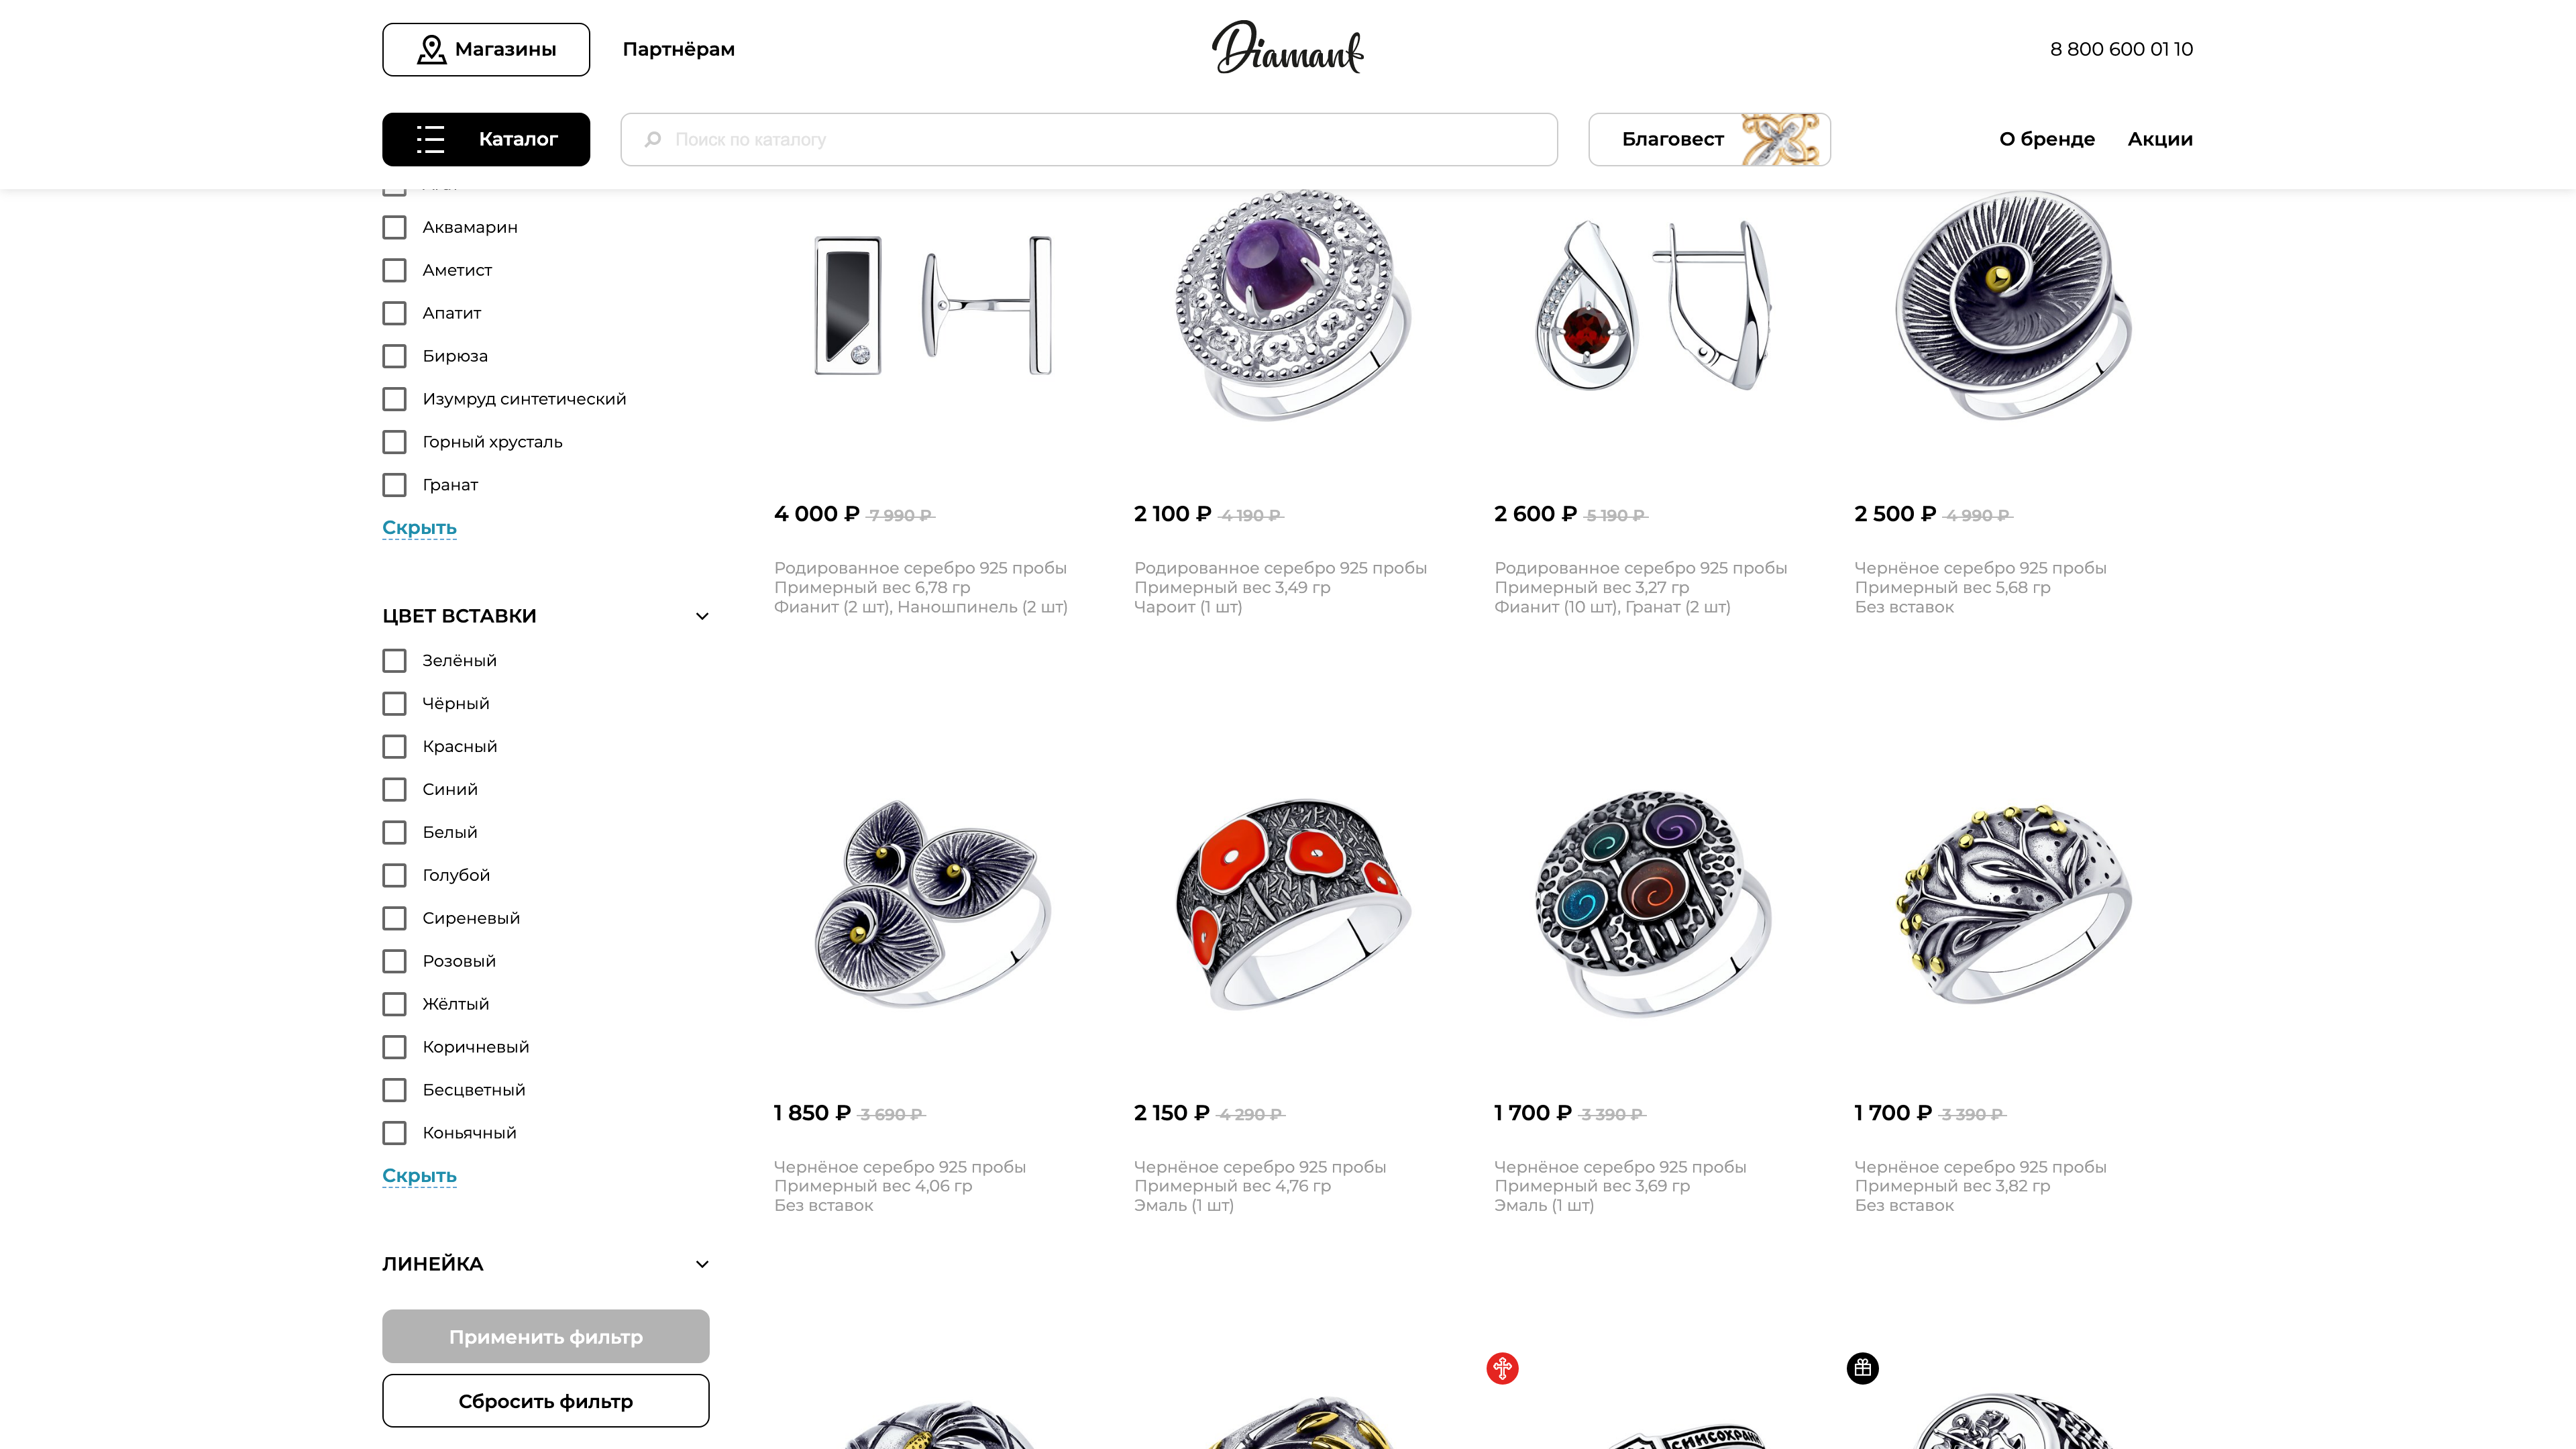 Магазины
Партнёрам
Diamant
8 800 600 01 10
Каталог
Поиск по каталогу
Благовест
О бренде
Акции
Аквамарин
Аметист
Апатит
Бирюза
Изумруд синтетический
Горный хрусталь
Гранат
Скрыть
ЦВЕТ ВСТАВКИ
Зелёный
Чёрный
Красный
Синий
Белый
Голубой
Сиреневый
Розовый
Жёлтый
Коричневый
Бесцветный
Коньячный
Скрыть
ЛИНЕЙКА
Применить фильтр
Сбросить фильтр
4 000 ₽ 7 990 ₽
Родированное серебро 925 пробы
Примерный вес 6,78 гр
Фианит (2 шт), Наношпинель (2 шт)
2 100 ₽ 4 190 ₽
Родированное серебро 925 пробы
Примерный вес 3,49 гр
Чароит (1 шт)
2 600 ₽ 5 190 ₽
Родированное серебро 925 пробы
Примерный вес 3,27 гр
Фианит (10 шт), Гранат (2 шт)
2 500 ₽ 4 990 ₽
Чернёное серебро 925 пробы
Примерный вес 5,68 гр
Без вставок
1 850 ₽ 3 690 ₽
Чернёное серебро 925 пробы
Примерный вес 4,06 гр
Без вставок
2 150 ₽ 4 290 ₽
Чернёное серебро 925 пробы
Примерный вес 4,76 гр
Эмаль (1 шт)
1 700 ₽ 3 390 ₽
Чернёное серебро 925 пробы
Примерный вес 3,69 гр
Эмаль (1 шт)
1 700 ₽ 3 390 ₽
Чернёное серебро 925 пробы
Примерный вес 3,82 гр
Без вставок